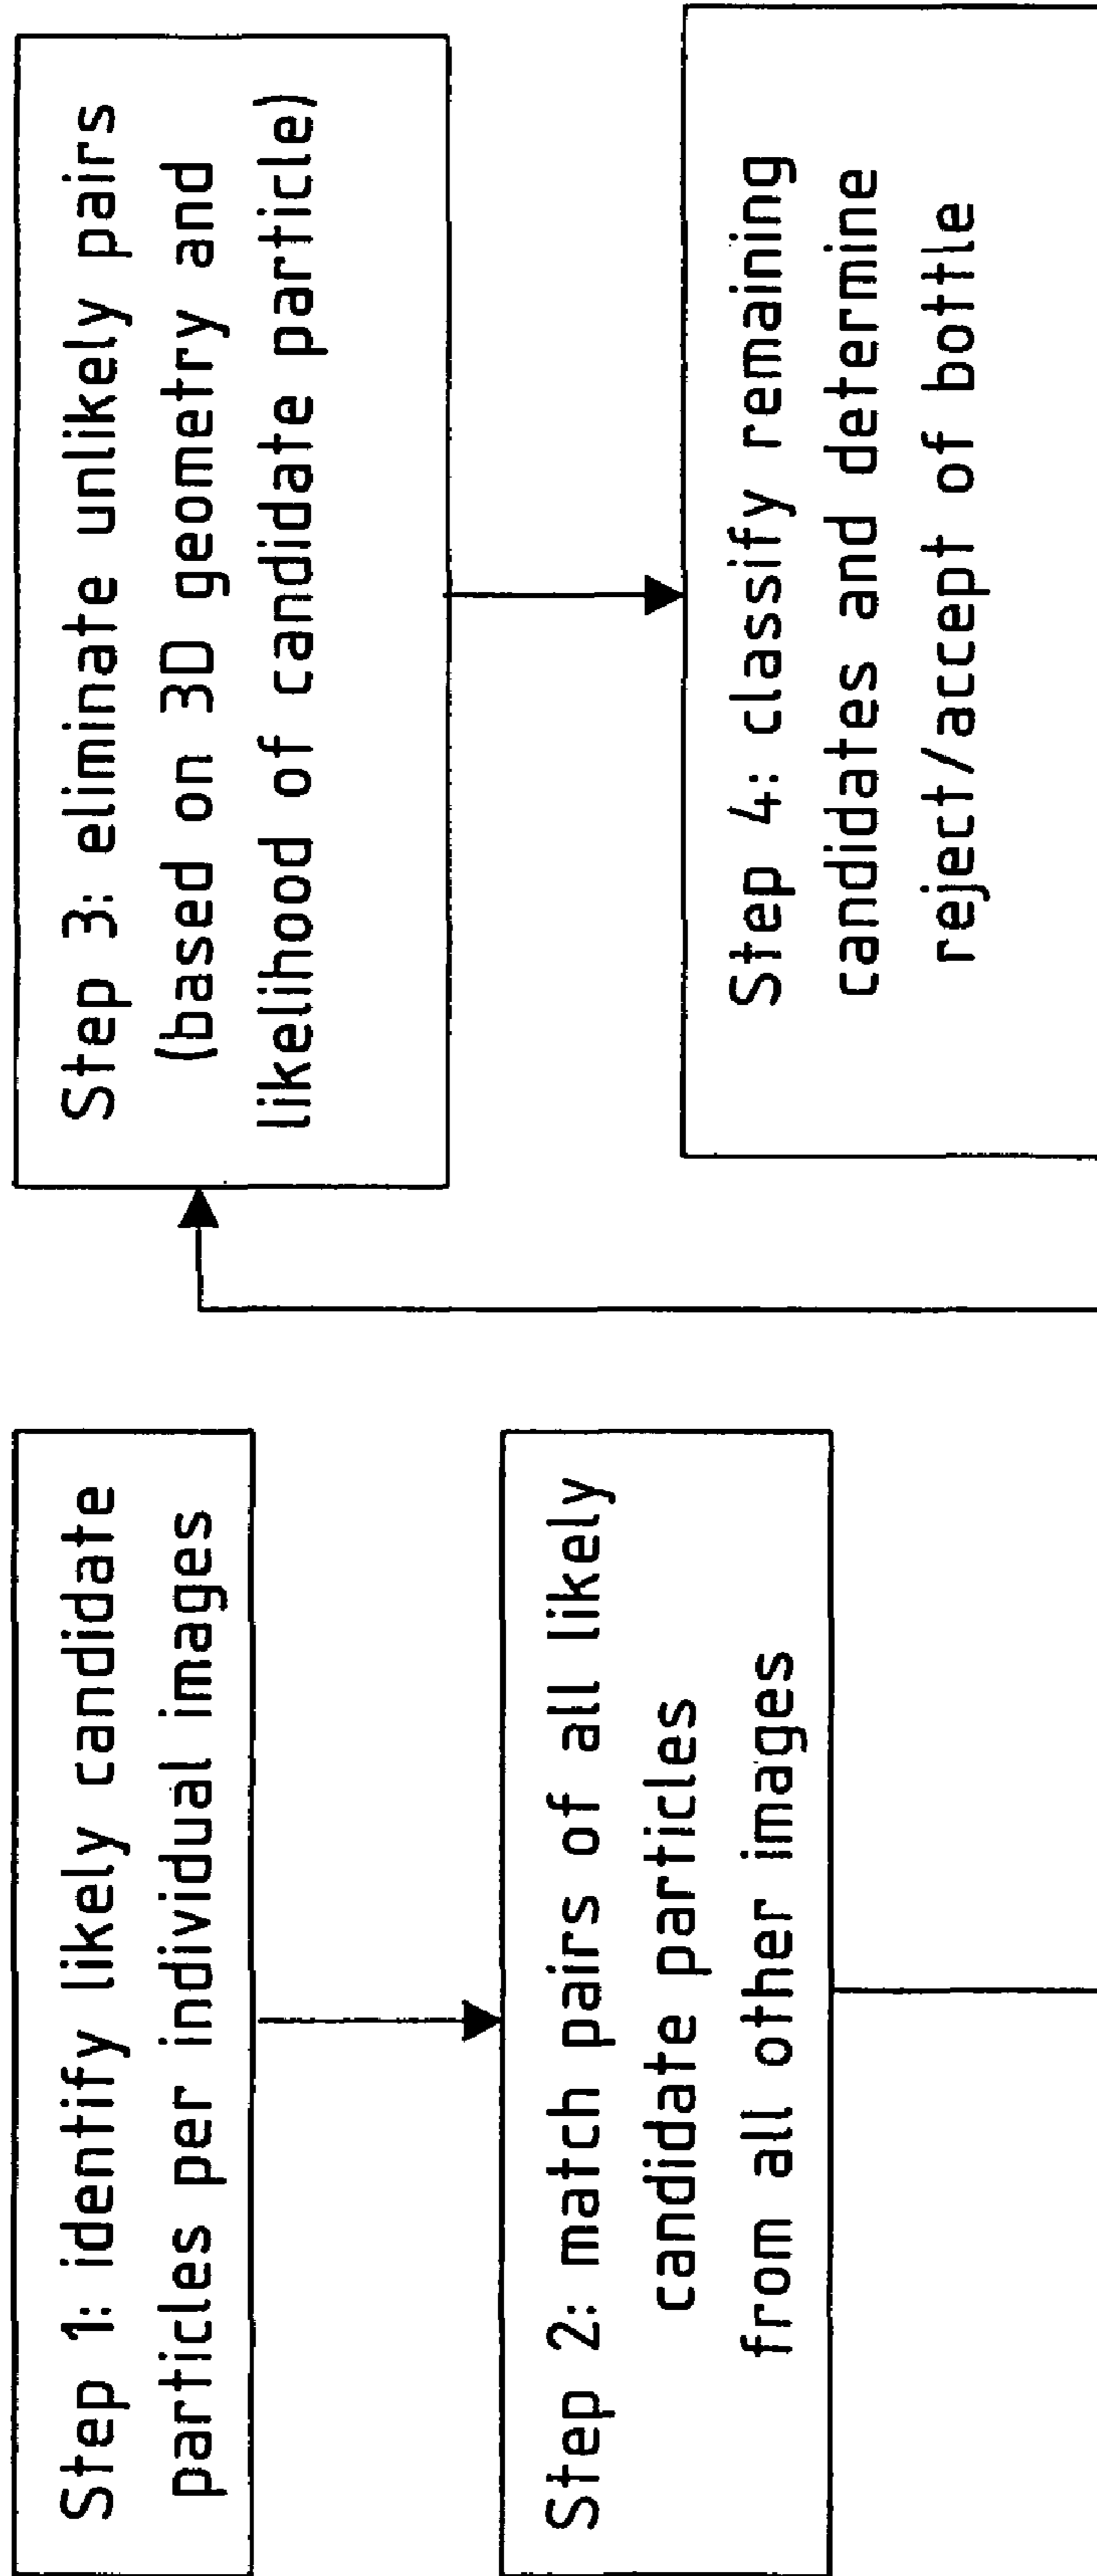 Step 1: identify likely candidate
particles per individual images
Step 2: match pairs of all likely
candidate particles
from all other images
Step 3: eliminate unlikely pairs
(based on 3D geometry and
likelihood of candidate particle)
Step 4: classify remaining
candidates and determine
reject/accept of bottle